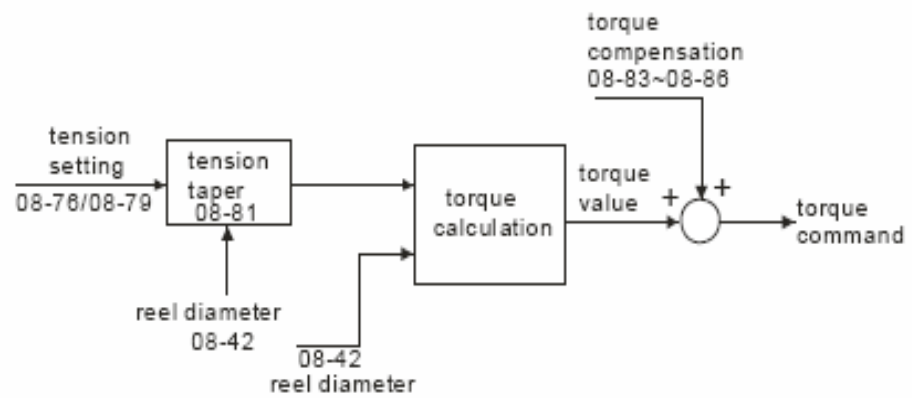 torque
compensation
08-83~08-86
tension
setting
08-76/08-79
tension
taper
08-81
torque
calculation
torque
value
+
+
torque
command
reel diameter
08-42
08-42
reel diameter